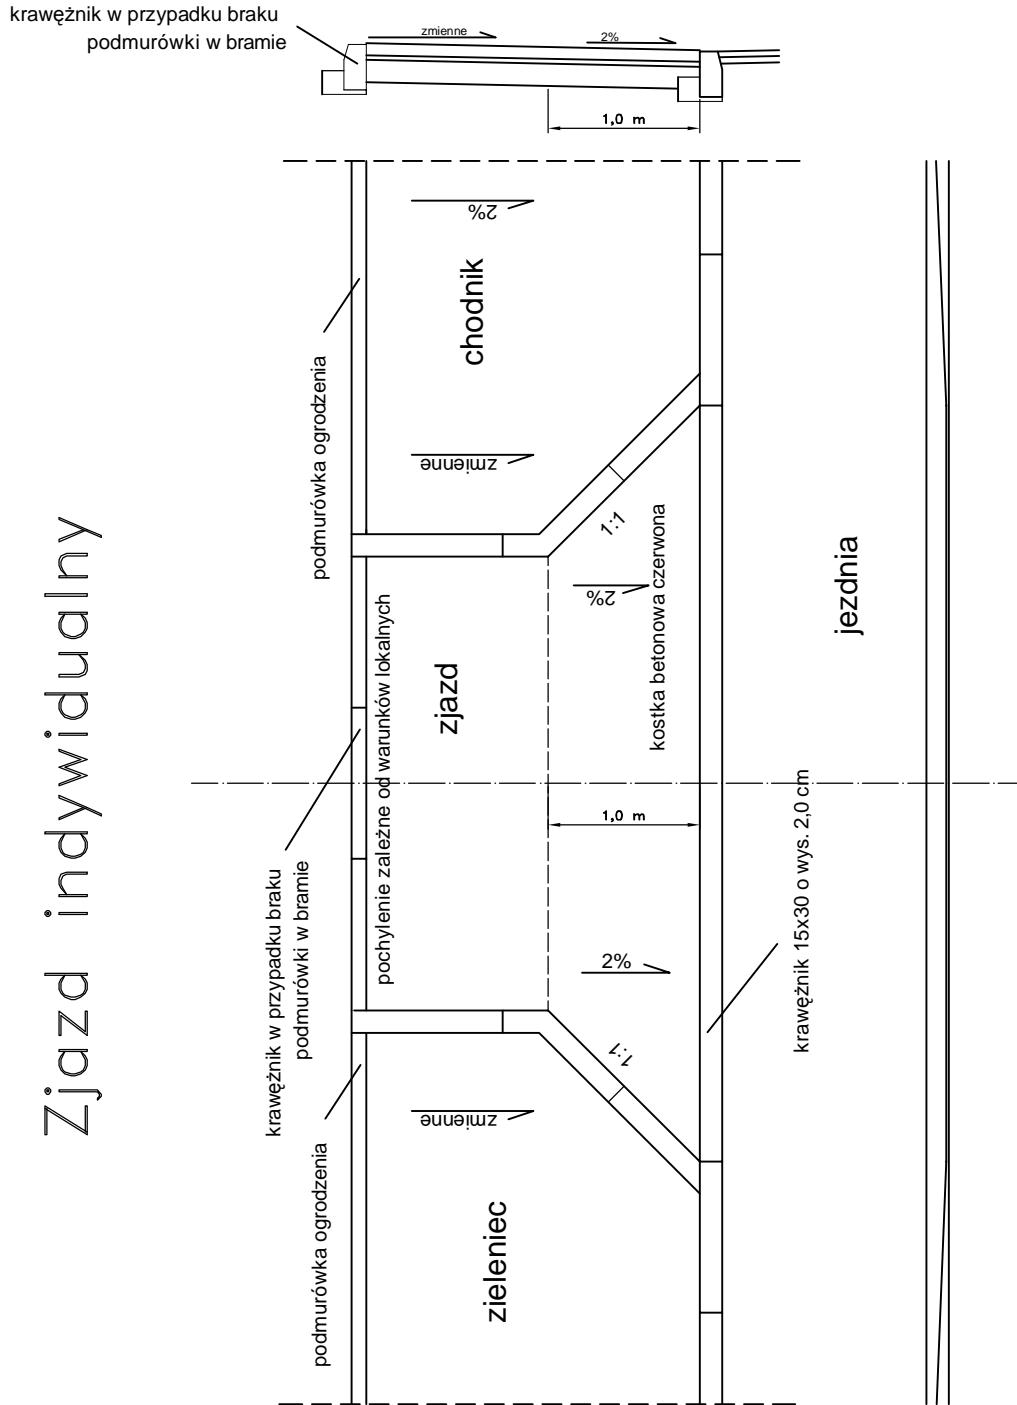 krawężnik w przypadku braku
podmurówki w bramie
zmienne
2%
1,0 m
Zjazd indywidualny
podmurówka ogrodzenia
2%
chodnik
zmienne
1:1
kostka betonowa czerwona
2%
jezdnia
zjazd
pochylenie zależne od warunków lokalnych
krawężnik w przypadku braku
podmurówki w bramie
1,0 m
krawężnik 15x30 o wys. 2,0 cm
2%
1:1
zmienne
zieleniec
podmurówka ogrodzenia